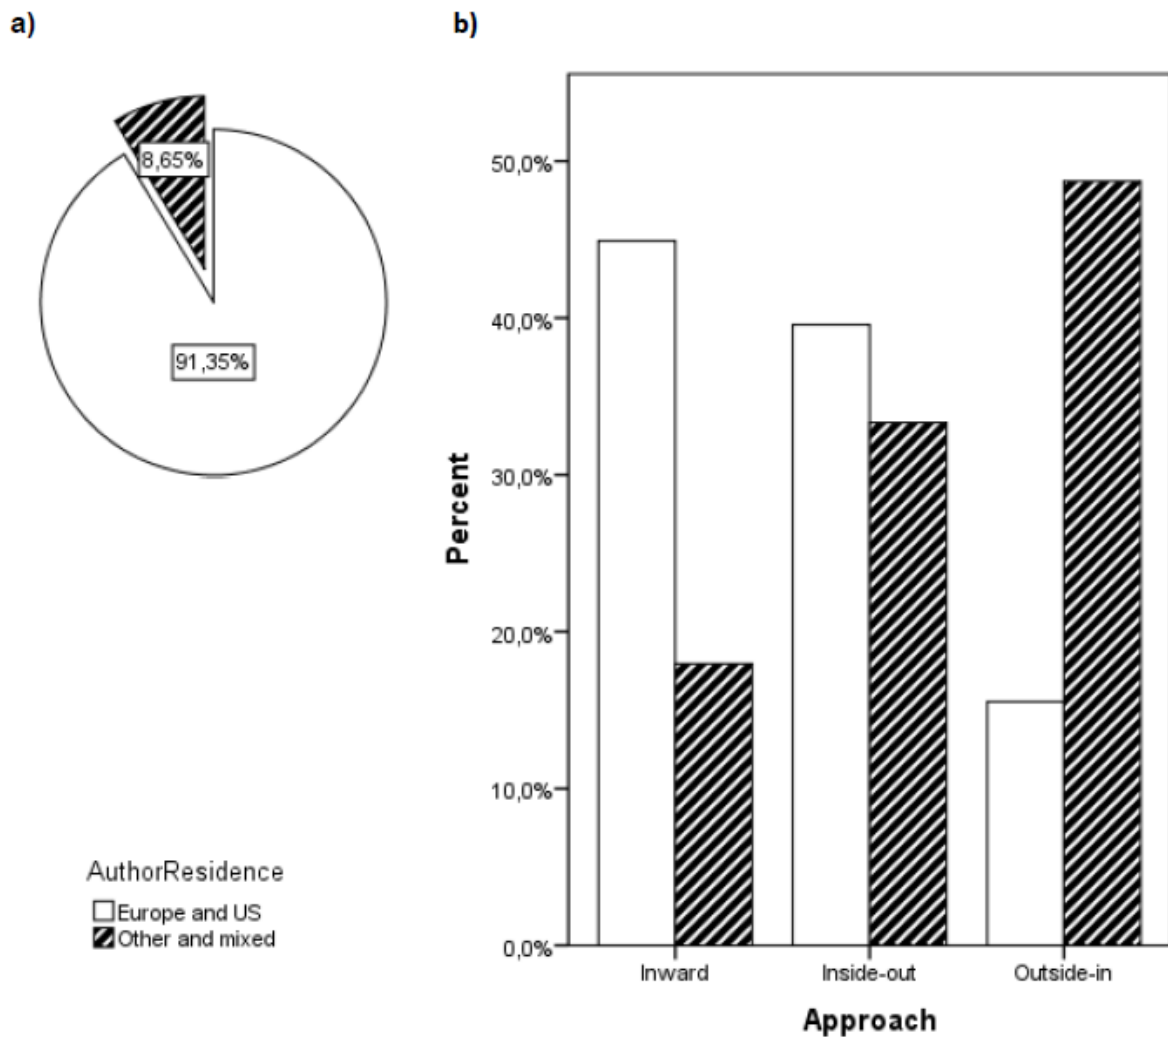 a)
8,65%
91,35%
AuthorResidence
Europe and US
Other and mixed
b)
Percent
50,0%
40,0%
30,0%
20,0%
10,0%
0,0%
Inward
Inside-out
Outside-in
Approach